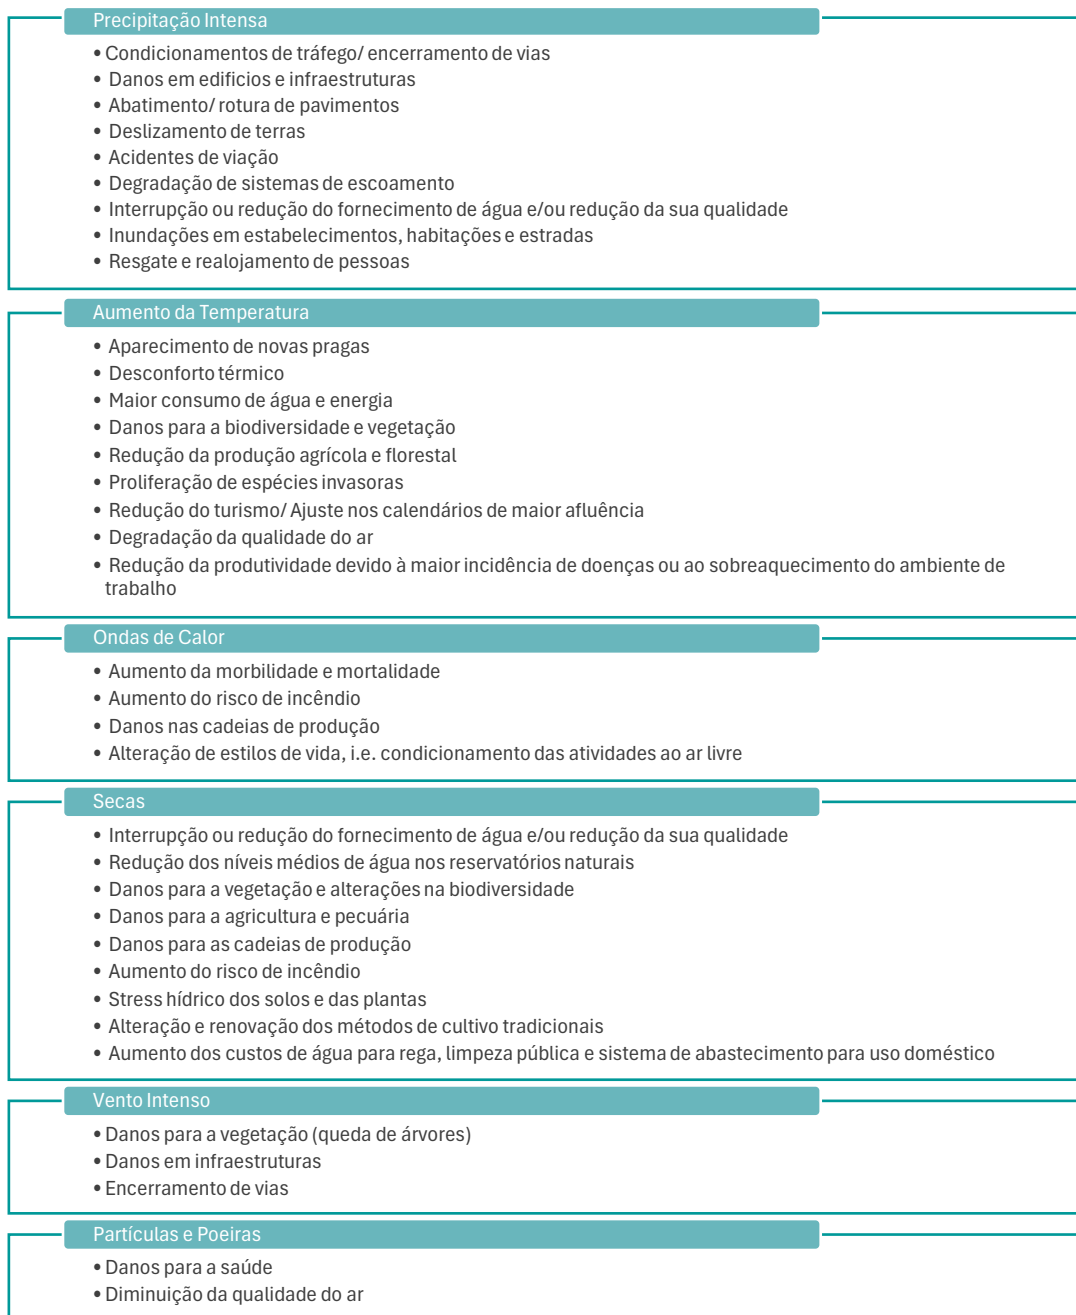 Precipitação Intensa
• Condicionamentos de tráfego/ encerramento de vias
• Danos em edificios e infraestruturas
• Abatimento/ rotura de pavimentos
• Deslizamento de terras
• Acidentes de viação
• Degradação de sistemas de escoamento
• Interrupção ou redução do fornecimento de água e/ou redução da sua qualidade
• Inundações em estabelecimentos, habitações e estradas
• Resgate e realojamento de pessoas
Aumento da Temperatura
• Aparecimento de novas pragas
• Desconforto térmico
• Maior consumo de água e energia
• Danos para a biodiversidade e vegetação
• Redução da produção agrícola e florestal
• Proliferação de espécies invasoras
• Redução do turismo/ Ajuste nos calendários de maior afluência
• Degradação da qualidade do ar
• Redução da produtividade devido à maior incidência de doenças ou ao sobreaquecimento do ambiente de
trabalho
Ondas de Calor
• Aumento da morbilidade e mortalidade
• Aumento do risco de incêndio
• Danos nas cadeias de produção
• Alteração de estilos de vida, i.e. condicionamento das atividades ao ar livre
Secas
• Interrupção ou redução do fornecimento de água e/ou redução da sua qualidade
• Redução dos níveis médios de água nos reservatórios naturais
• Danos para a vegetação e alterações na biodiversidade
• Danos para a agricultura e pecuária
• Danos para as cadeias de produção
• Aumento do risco de incêndio
• Stress hídrico dos solos e das plantas
• Alteração e renovação dos métodos de cultivo tradicionais
• Aumento dos custos de água para rega, limpeza pública e sistema de abastecimento para uso doméstico
Vento Intenso
• Danos para a vegetação (queda de árvores)
• Danos em infraestruturas
• Encerramento de vias
Partículas e Poeiras
• Danos para a saúde
• Diminuição da qualidade do ar